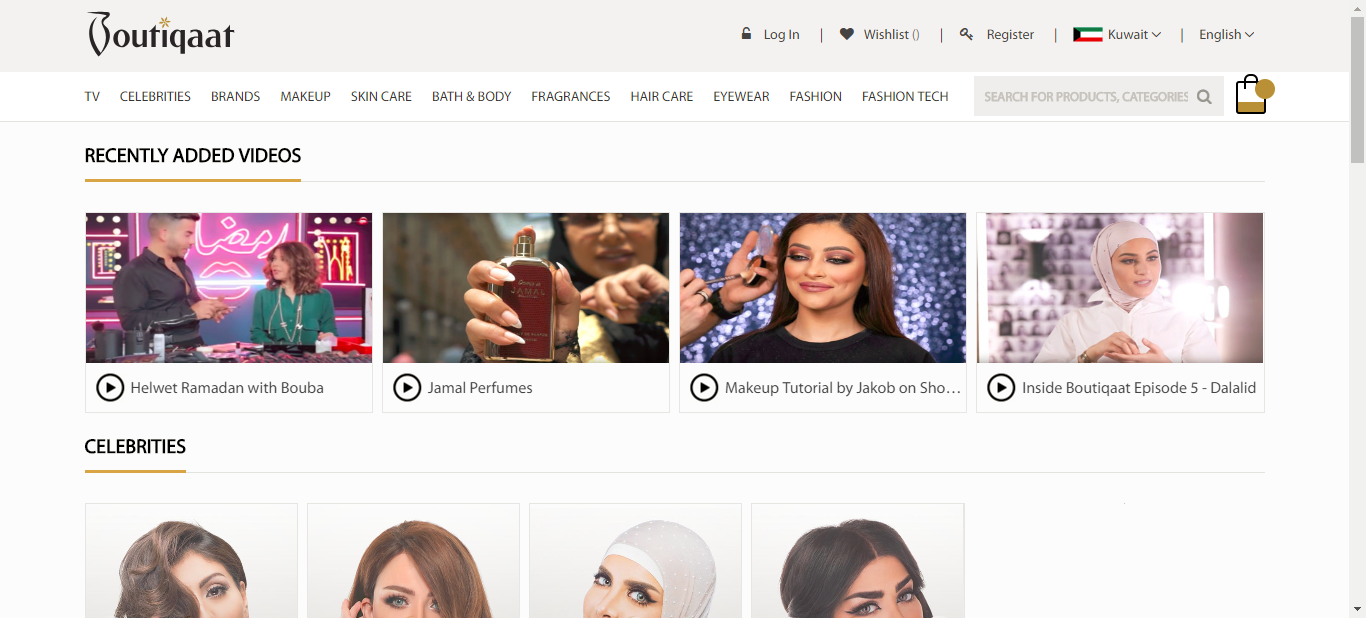 Boutiqaat
Log In | Wishlist () | Register | Kuwait | English
TV CELEBRITIES BRANDS MAKEUP SKIN CARE BATH & BODY FRAGRANCES HAIR CARE EYEWEAR FASHION FASHION TECH SEARCH FOR PRODUCTS, CATEGORIES
RECENTLY ADDED VIDEOS
رمضان
JAMAL
Helwet Ramadan with Bouba
Jamal Perfumes
Makeup Tutorial by Jakob on Sho...
Inside Boutiqaat Episode 5 - Dalalid
CELEBRITIES